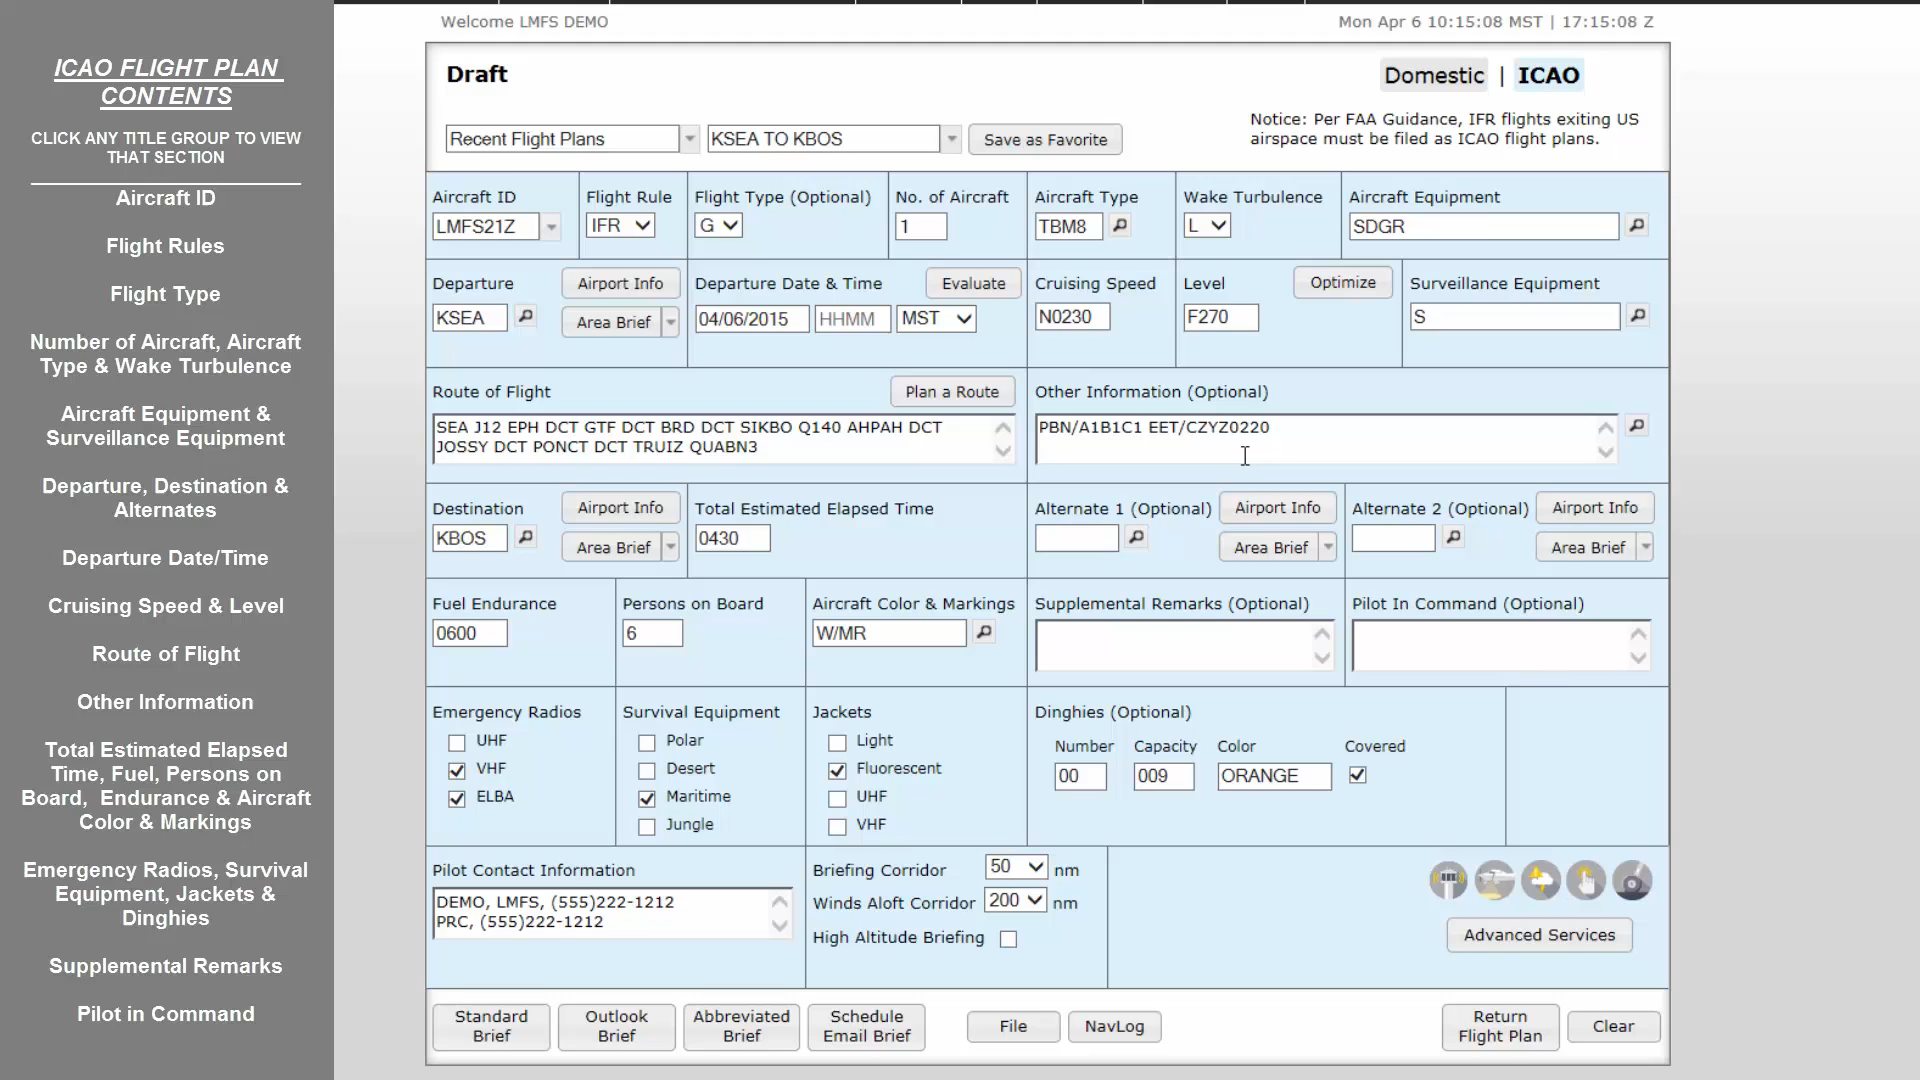 ICAO FLIGHT PLAN
CONTENTS
CLICK ANY TITLE GROUP TO VIEW
THAT SECTION
Aircraft ID
Flight Rules
Flight Type
Number of Aircraft, Aircraft
Type & Wake Turbulence
Aircraft Equipment &
Surveillance Equipment
Departure, Destination &
Alternates
Departure Date/Time
Cruising Speed & Level
Route of Flight
Other Information
Total Estimated Elapsed
Time, Fuel, Persons on
Board, Endurance & Aircraft
Color & Markings
Emergency Radios, Survival
Equipment, Jackets &
Dinghies
Supplemental Remarks
Pilot in Command
Welcome LMFS DEMO
Mon Apr 6 10:15:08 MST | 17:15:08 Z
Draft
Domestic | ICAO
Notice: Per FAA Guidance, IFR flights exiting US
airspace must be filed as ICAO flight plans.
Recent Flight Plans KSEA TO KBOS Save as Favorite
Aircraft ID Flight Rule Flight Type (Optional) No. of Aircraft Aircraft Type Wake Turbulence Aircraft Equipment
LMFS21Z IFR G 1 TBM8 L SDGR
Departure Airport Info Departure Date & Time Evaluate Cruising Speed Level Optimize Surveillance Equipment
KSEA Area Brief 04/06/2015 HHMM MST N0230 F270 S
Route of Flight Plan a Route Other Information (Optional)
SEA J12 EPH DCT GTF DCT BRD DCT SIKBO Q140 AHPAH DCT
JOSSY DCT PONCT DCT TRUIZ QUABN3
PBN/A1B1C1 EET/CZYZ0220
Destination Airport Info Total Estimated Elapsed Time Alternate 1 (Optional) Airport Info Alternate 2 (Optional) Airport Info
KBOS Area Brief 0430 Area Brief Area Brief
Fuel Endurance Persons on Board Aircraft Color & Markings Supplemental Remarks (Optional) Pilot In Command (Optional)
0600 6 W/MR
Emergency Radios Survival Equipment Jackets Dinghies (Optional)
UHF Polar Light Number Capacity Color Covered
VHF Desert Fluorescent 00 009 ORANGE
ELBA Maritime UHF
Jungle VHF
Pilot Contact Information
DEMO, LMFS, (555)222-1212
PRC, (555)222-1212
Briefing Corridor 50 nm
Winds Aloft Corridor 200 nm
High Altitude Briefing
Advanced Services
Standard
Brief
Outlook
Brief
Abbreviated
Brief
Schedule
Email Brief
File
NavLog
Return
Flight Plan
Clear